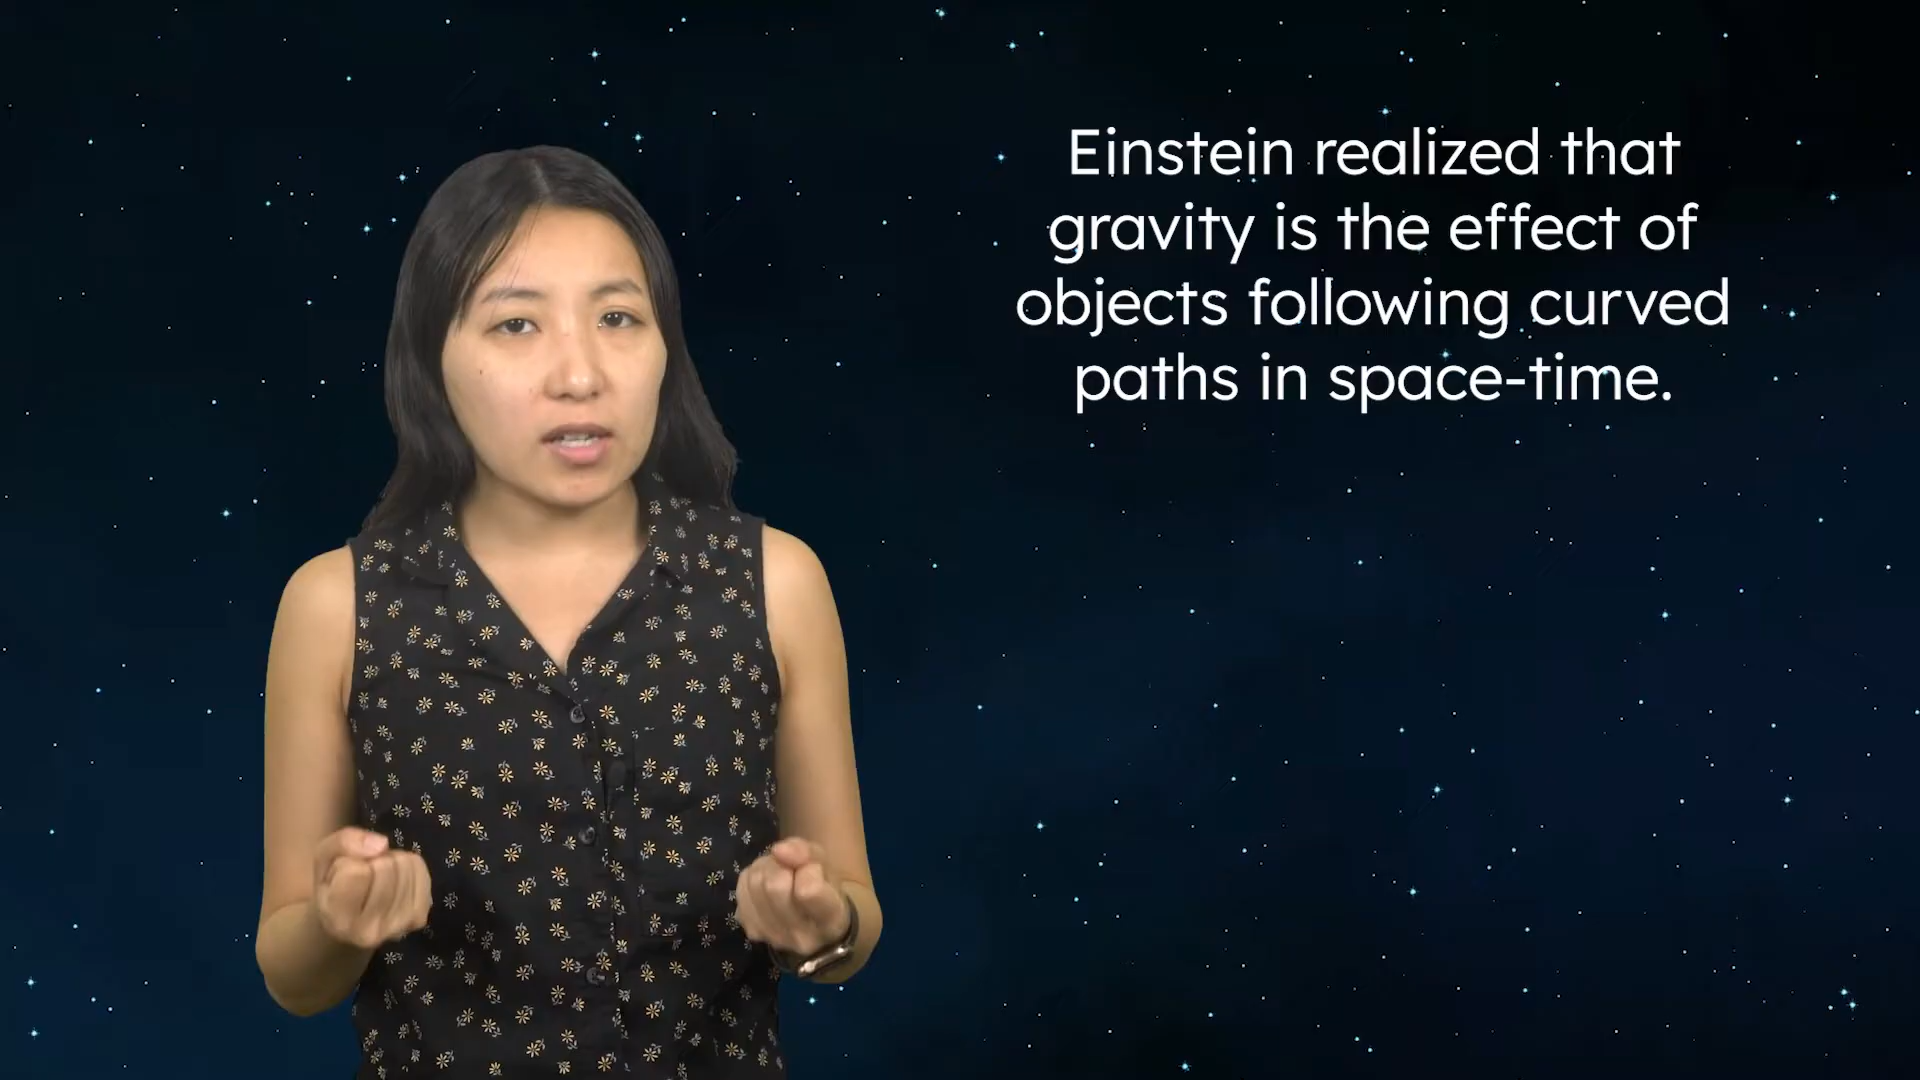 Einstein realized that
gravity is the effect of
objects following curved
paths in space-time.